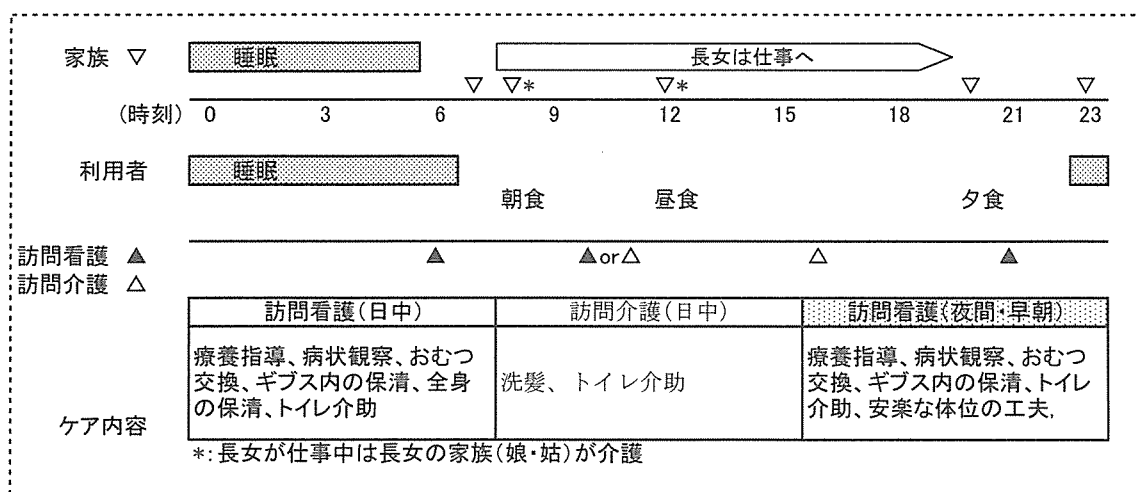 家族 ▽ 睡眠 長女は仕事へ
▽ ▽* ▽* ▽ ▽
(時刻) 0 3 6 9 12 15 18 21 23
利用者 睡眠
朝食 昼食 夕食
訪問看護 ▲ ▲ ▲or△ △ ▲
訪問介護 △
訪問看護(日中) 訪問介護(日中) 訪問看護(夜間・早朝)
ケア内容
療養指導、病状観察、おむつ
交換、ギブス内の保清、全身
の保清、トイレ介助
洗髪、トイレ介助
療養指導、病状観察、おむつ
交換、ギブス内の保清、トイレ
介助、安楽な体位の工夫,
*:長女が仕事中は長女の家族(娘・姑)が介護